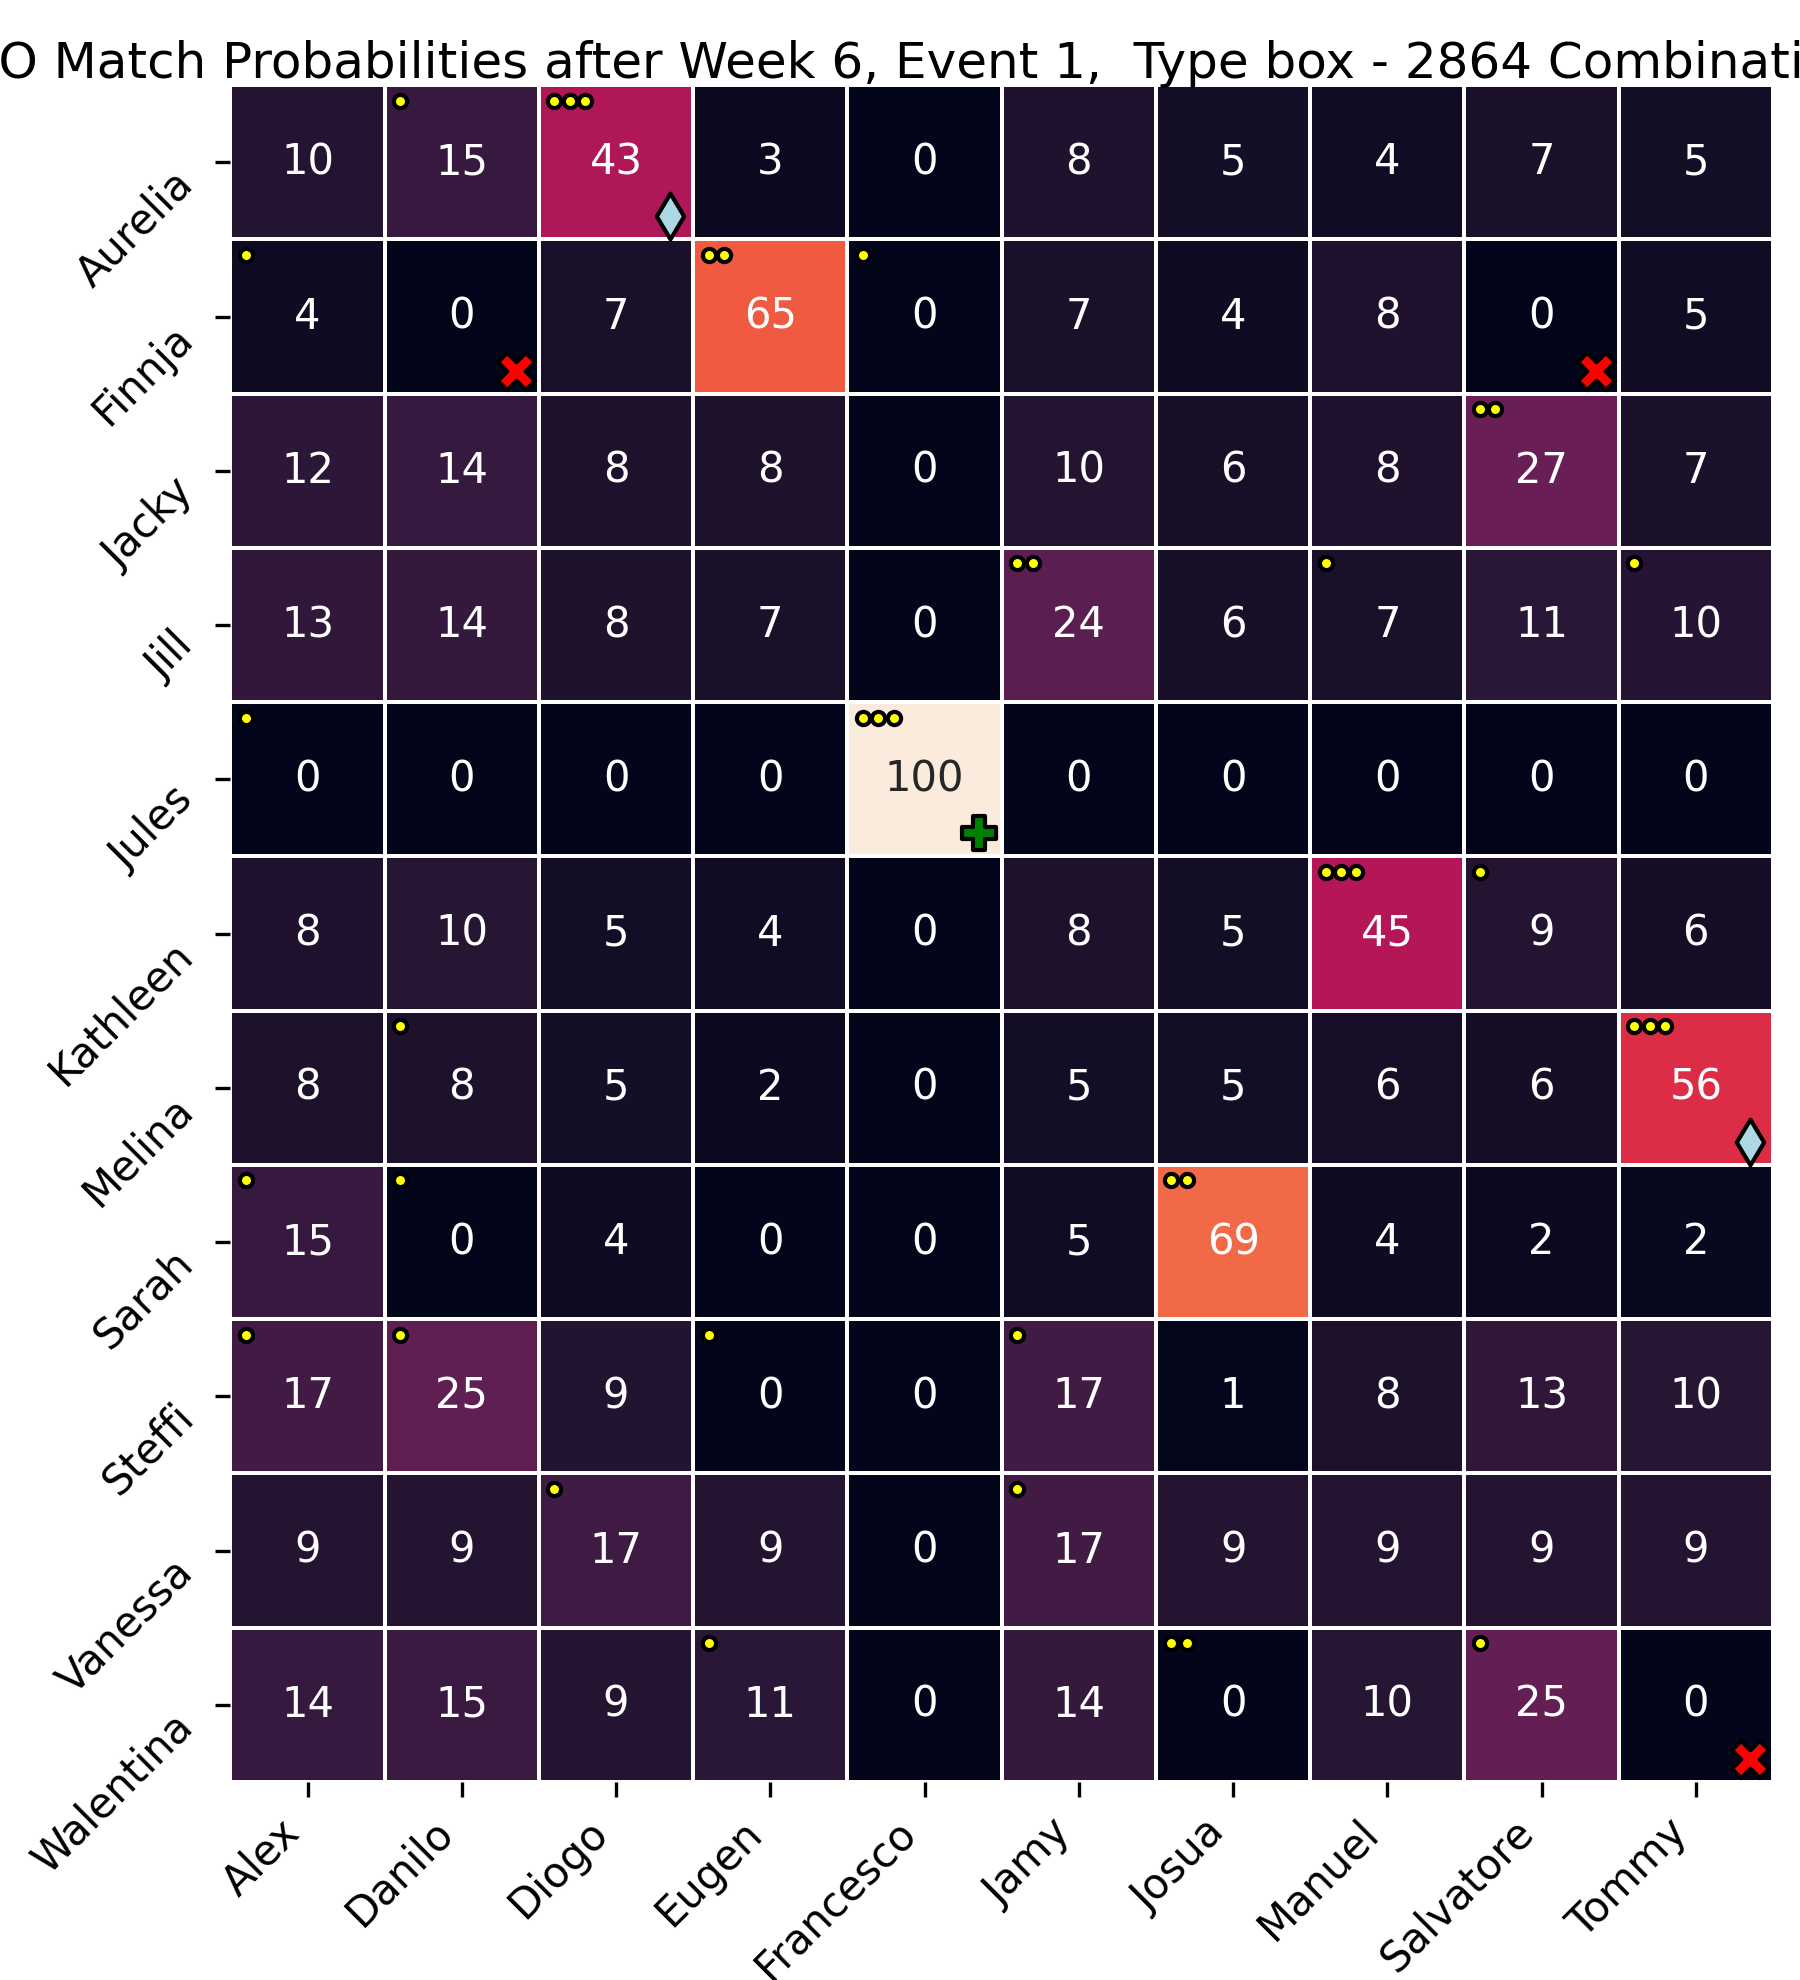 O Match Probabilities after Week 6, Event 1, Type box - 2864 Combinati
Aurelia 10 15 43 3 0 8 5 4 7 5
Finnja 4 0 7 65 0 7 4 8 0 5
Jacky 12 14 8 8 0 10 6 8 27 7
Jill 13 14 8 7 0 24 6 7 11 10
Jules 0 0 0 0 100 0 0 0 0 0
Kathleen 8 10 5 4 0 8 5 45 9 6
Melina 8 8 5 2 0 5 5 6 6 56
Sarah 15 0 4 0 0 5 69 4 2 2
Steffi 17 25 9 0 0 17 1 8 13 10
Vanessa 9 9 17 9 0 17 9 9 9 9
Walentina 14 15 9 11 0 14 0 10 25 0
Alex Danilo Diogo Eugen Francesco Jamy Josua Manuel Salvatore Tommy